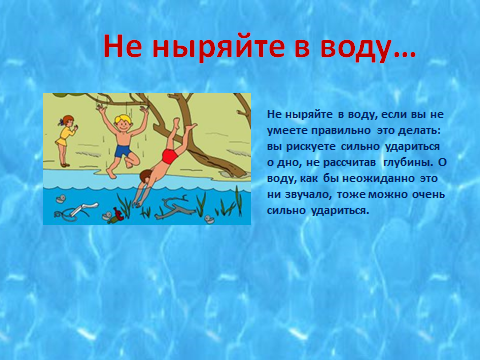 Не ныряйте в воду…
Не ныряйте в воду, если вы не
умеете правильно это делать:
вы рискуете сильно удариться
о дно, не рассчитав глубины. О
воду, как бы неожиданно это
ни звучало, тоже можно очень
сильно удариться.